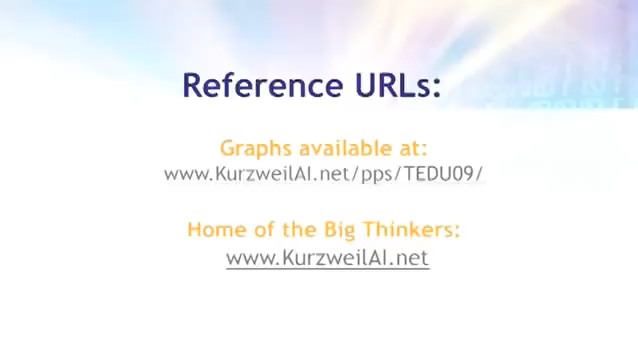 Reference URLs:
Graphs available at:
www.KurzweilAI.net/pps/TEDU09/
Home of the Big Thinkers:
www.KurzweilAI.net